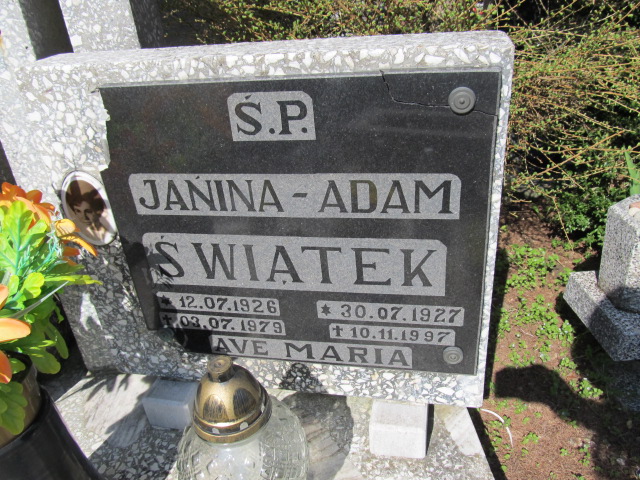 Ś.P.
JANINA - ADAM
ŚWIĄTEK
* 12.07.1926 * 30.07.1927
✝ 03.07.1979 ✝ 10.11.1997
AVE MARIA